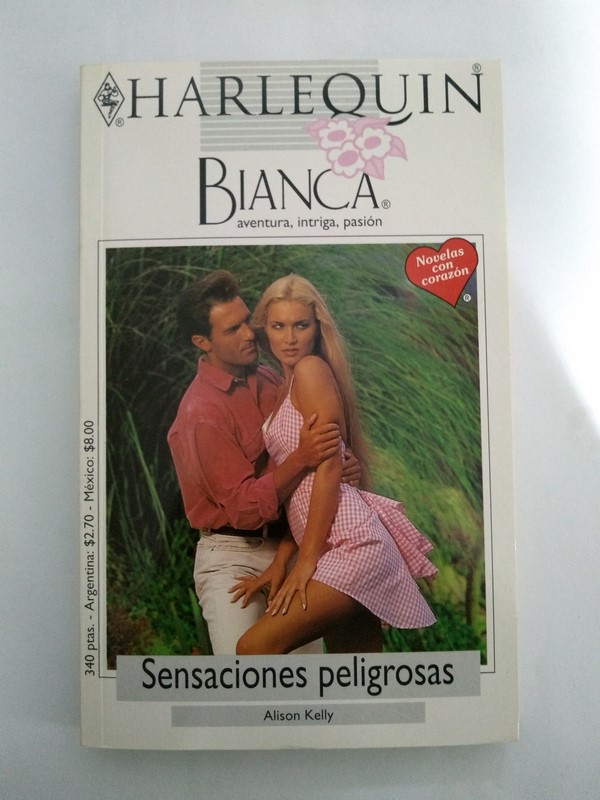 HARLEQUIN®
®
BIANCA®
aventura, intriga, pasión
Novelas
con
corazón
®
340 ptas. - Argentina: $2.70 - México: $8.00
Sensaciones peligrosas
Alison Kelly